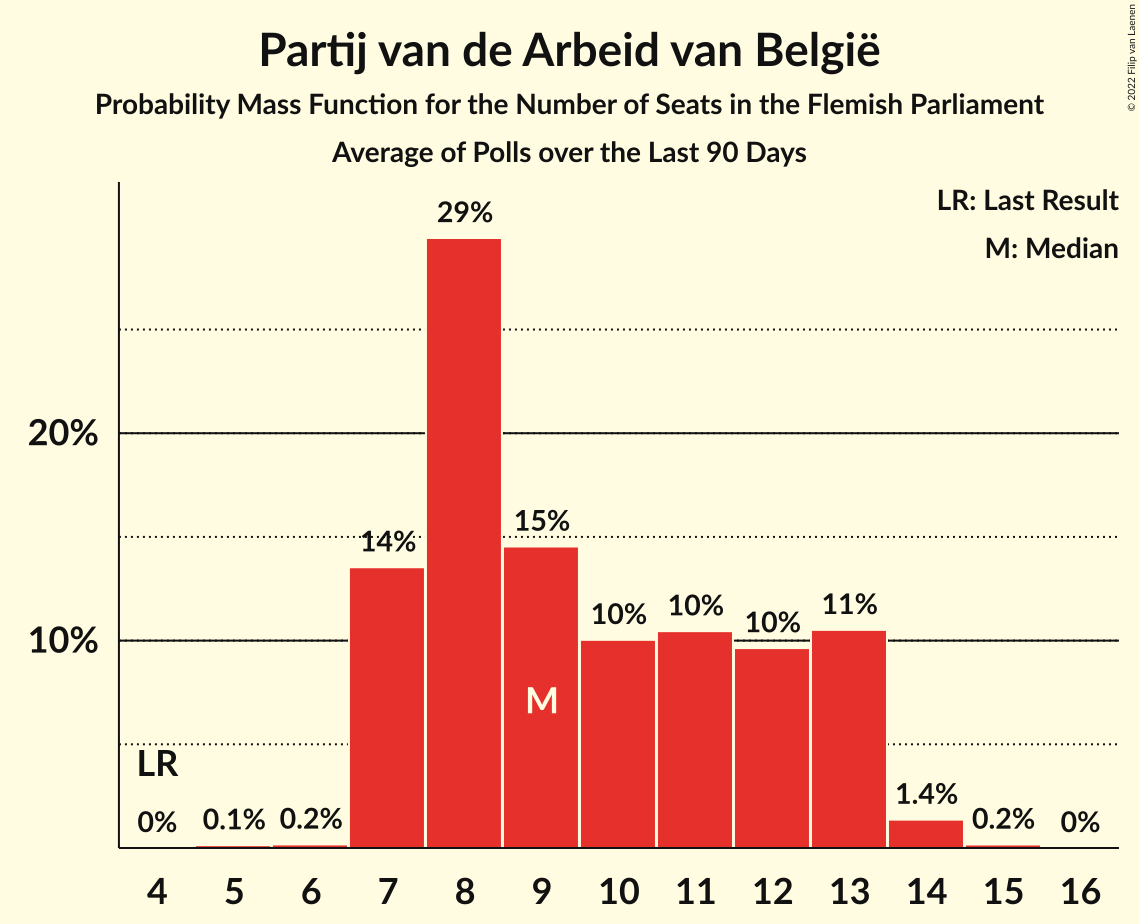 Partij van de Arbeid van België
Probability Mass Function for the Number of Seats in the Flemish Parliament
Average of Polls over the Last 90 Days
© 2022 Filip van Laenen
LR: Last Result
M: Median
29%
20%
15%
14%
11%
10%
10%
10%
10%
M
LR
1.4%
0%
0.1%
0.2%
0.2%
0%
4 5 6 7 8 9 10 11 12 13 14 15 16